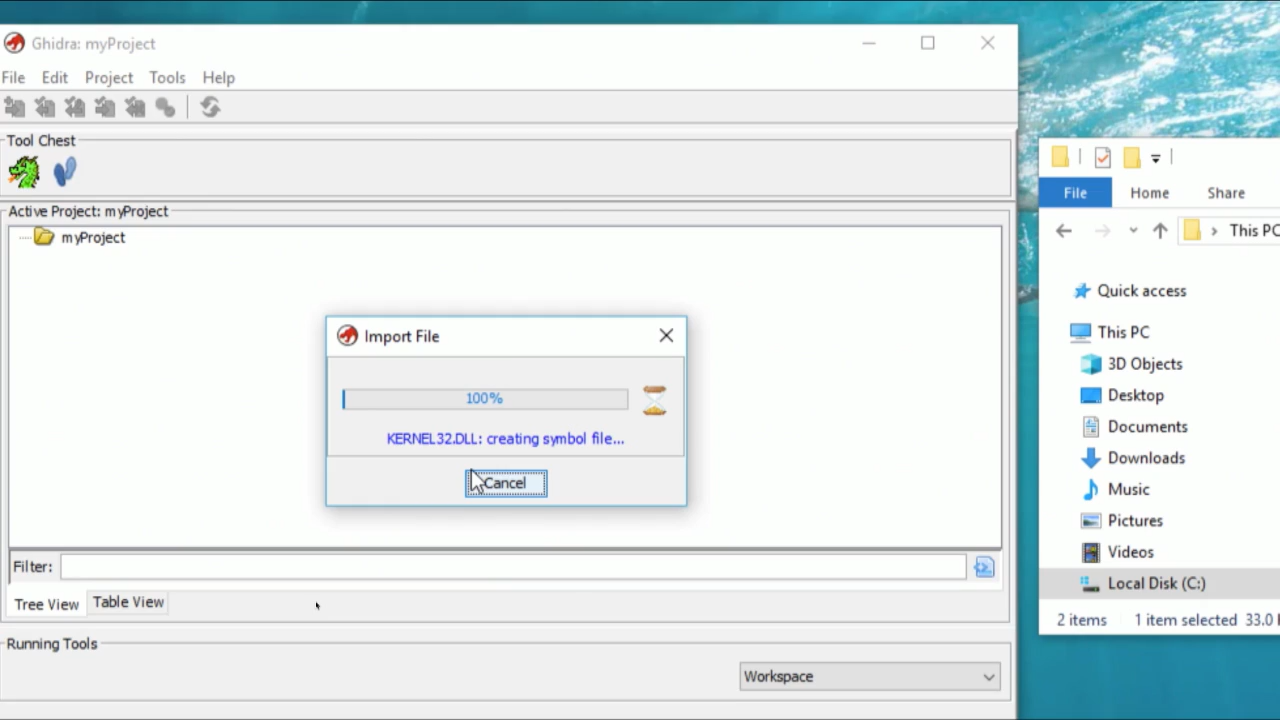 Ghidra: myProject
File Edit Project Tools Help
Tool Chest
Active Project: myProject
myProject
Import File
100%
KERNEL32.DLL: creating symbol file...
Cancel
Filter:
Tree View Table View
Running Tools
Workspace
File Home Share
This PC
Quick access
This PC
3D Objects
Desktop
Documents
Downloads
Music
Pictures
Videos
Local Disk (C:)
2 items 1 item selected 33.0